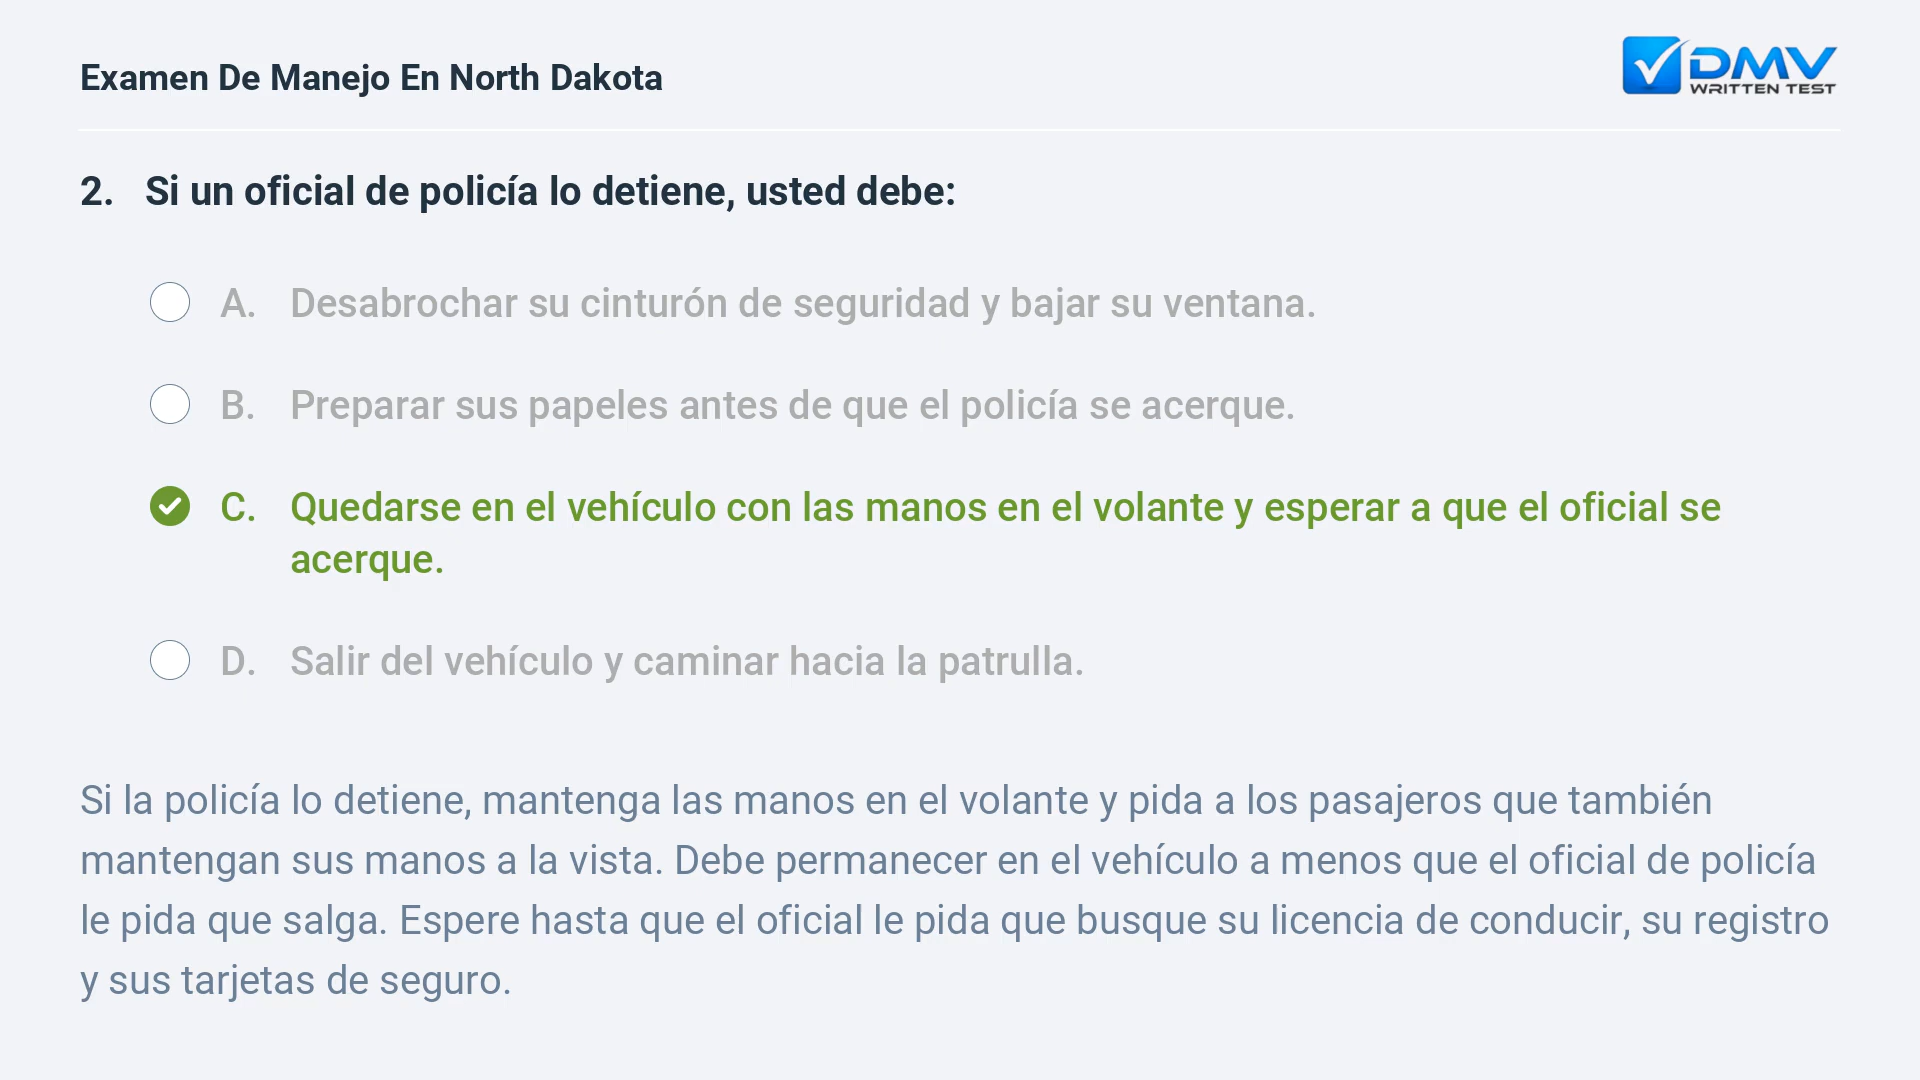 Examen De Manejo En North Dakota
DMV
WRITTEN TEST
2. Si un oficial de policía lo detiene, usted debe:
A. Desabrochar su cinturón de seguridad y bajar su ventana.
B. Preparar sus papeles antes de que el policía se acerque.
C. Quedarse en el vehículo con las manos en el volante y esperar a que el oficial se
acerque.
D. Salir del vehículo y caminar hacia la patrulla.
Si la policía lo detiene, mantenga las manos en el volante y pida a los pasajeros que también
mantengan sus manos a la vista. Debe permanecer en el vehículo a menos que el oficial de policía
le pida que salga. Espere hasta que el oficial le pida que busque su licencia de conducir, su registro
y sus tarjetas de seguro.